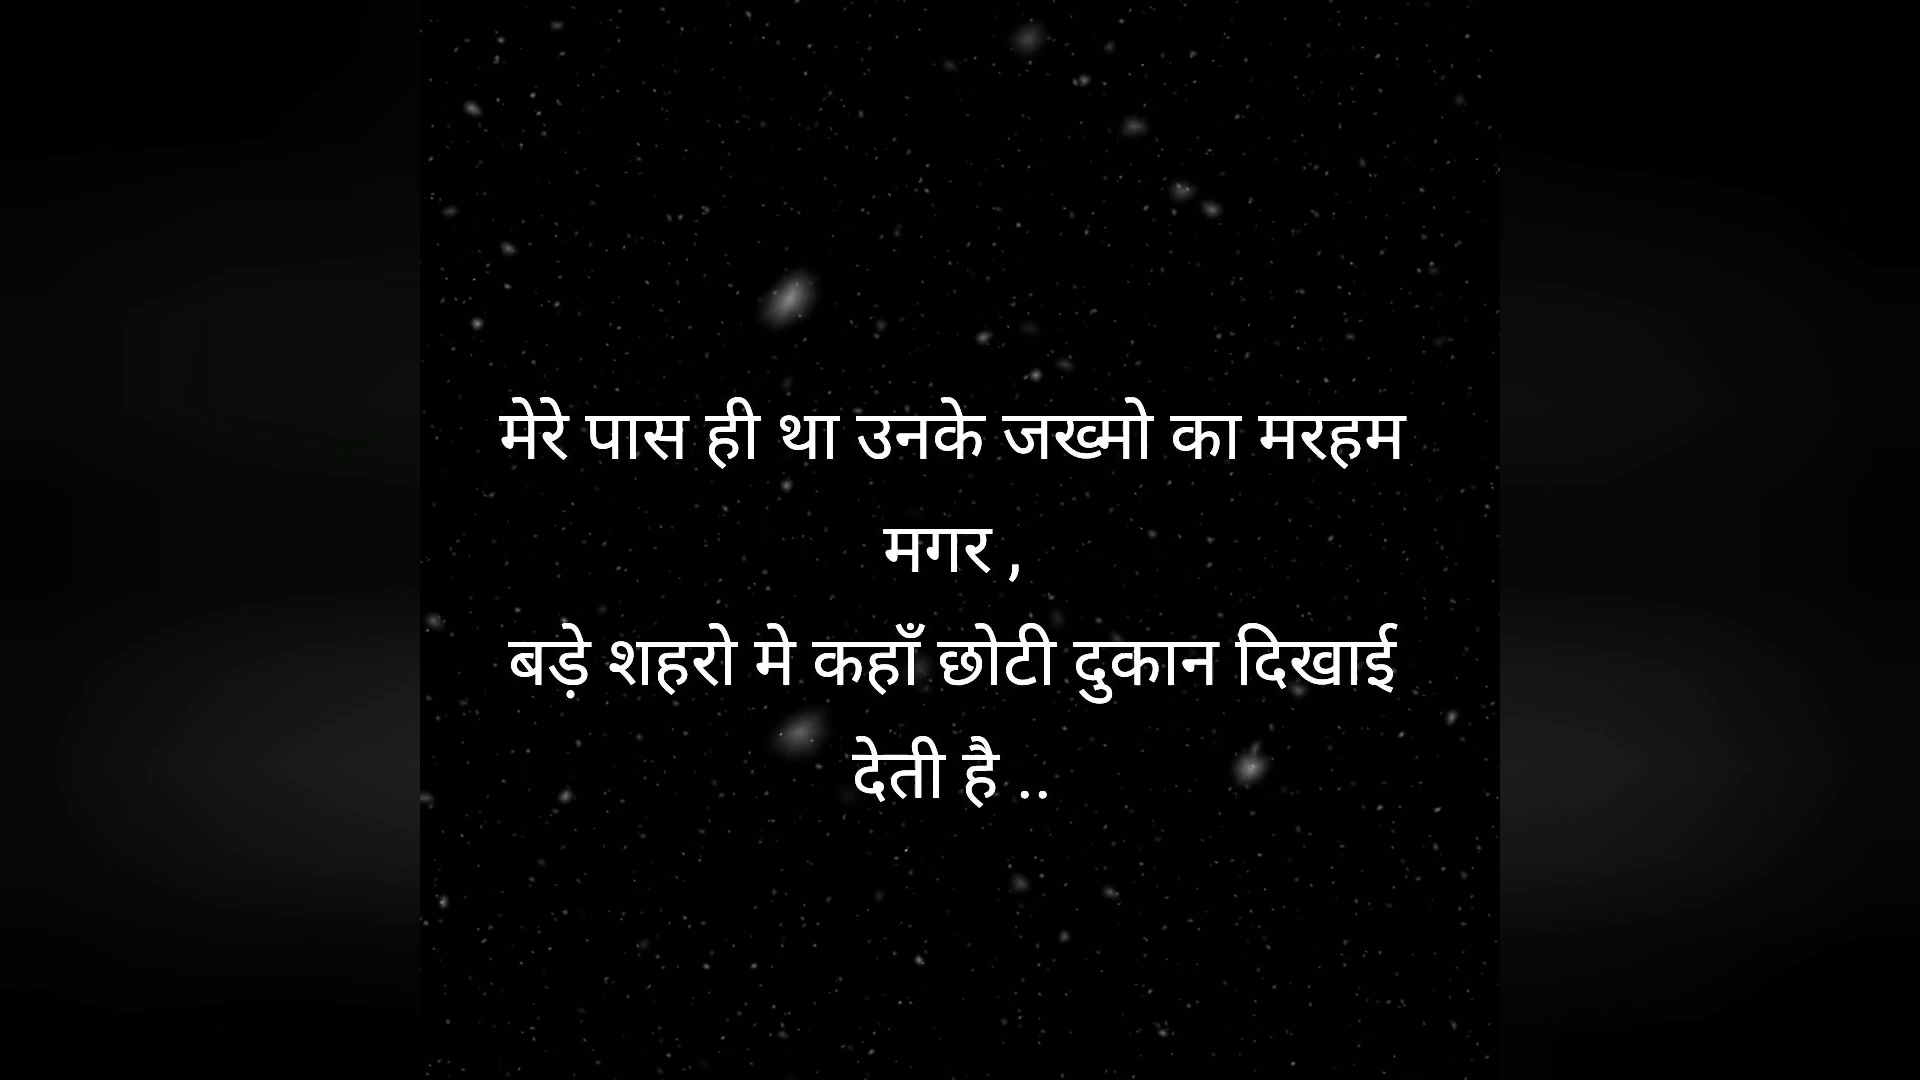 मेरे पास ही था उनके जख्मो का मरहम
मगर ,
बड़े शहरो मे कहाँ छोटी दुकान दिखाई
देती है ..